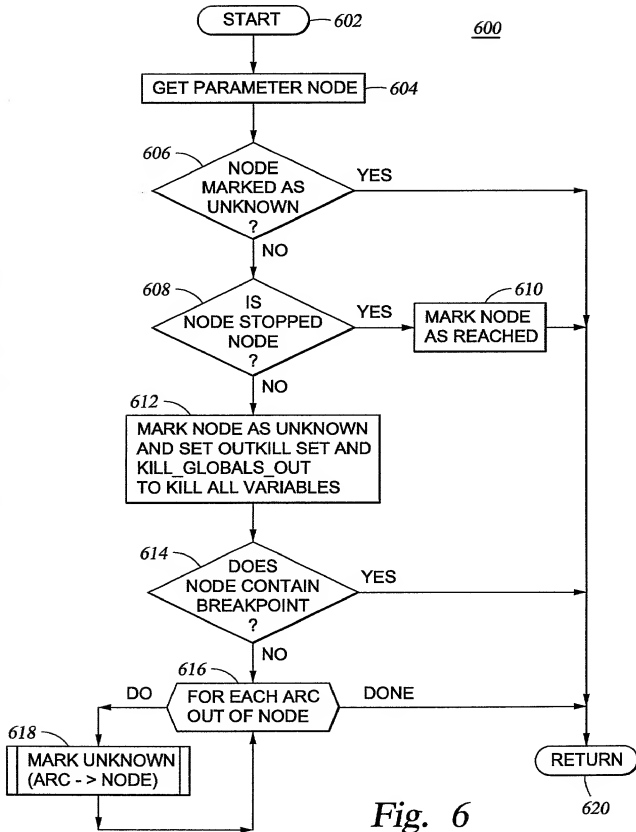 START
602
600
GET PARAMETER NODE
604
606
NODE
MARKED AS
UNKNOWN
?
YES
NO
608
IS
NODE STOPPED
NODE
?
YES
610
MARK NODE
AS REACHED
NO
612
MARK NODE AS UNKNOWN
AND SET OUTKILL SET AND
KILL_GLOBALS_OUT
TO KILL ALL VARIABLES
614
DOES
NODE CONTAIN
BREAKPOINT
?
YES
NO
616
DO
FOR EACH ARC
OUT OF NODE
DONE
618
MARK UNKNOWN
(ARC - > NODE)
RETURN
620
Fig. 6